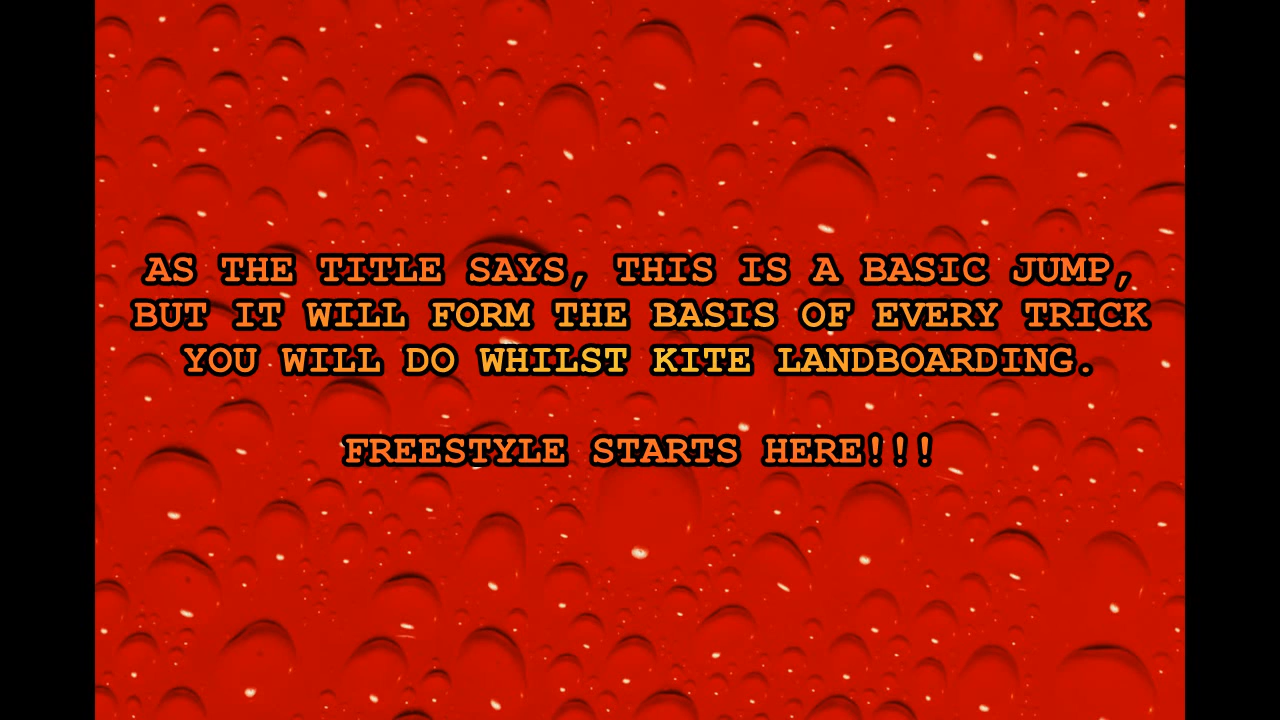 AS THE TITLE SAYS, THIS IS A BASIC JUMP,
BUT IT WILL FORM THE BASIS OF EVERY TRICK
YOU WILL DO WHILST KITE LANDBOARDING.
FREESTYLE STARTS HERE!!!